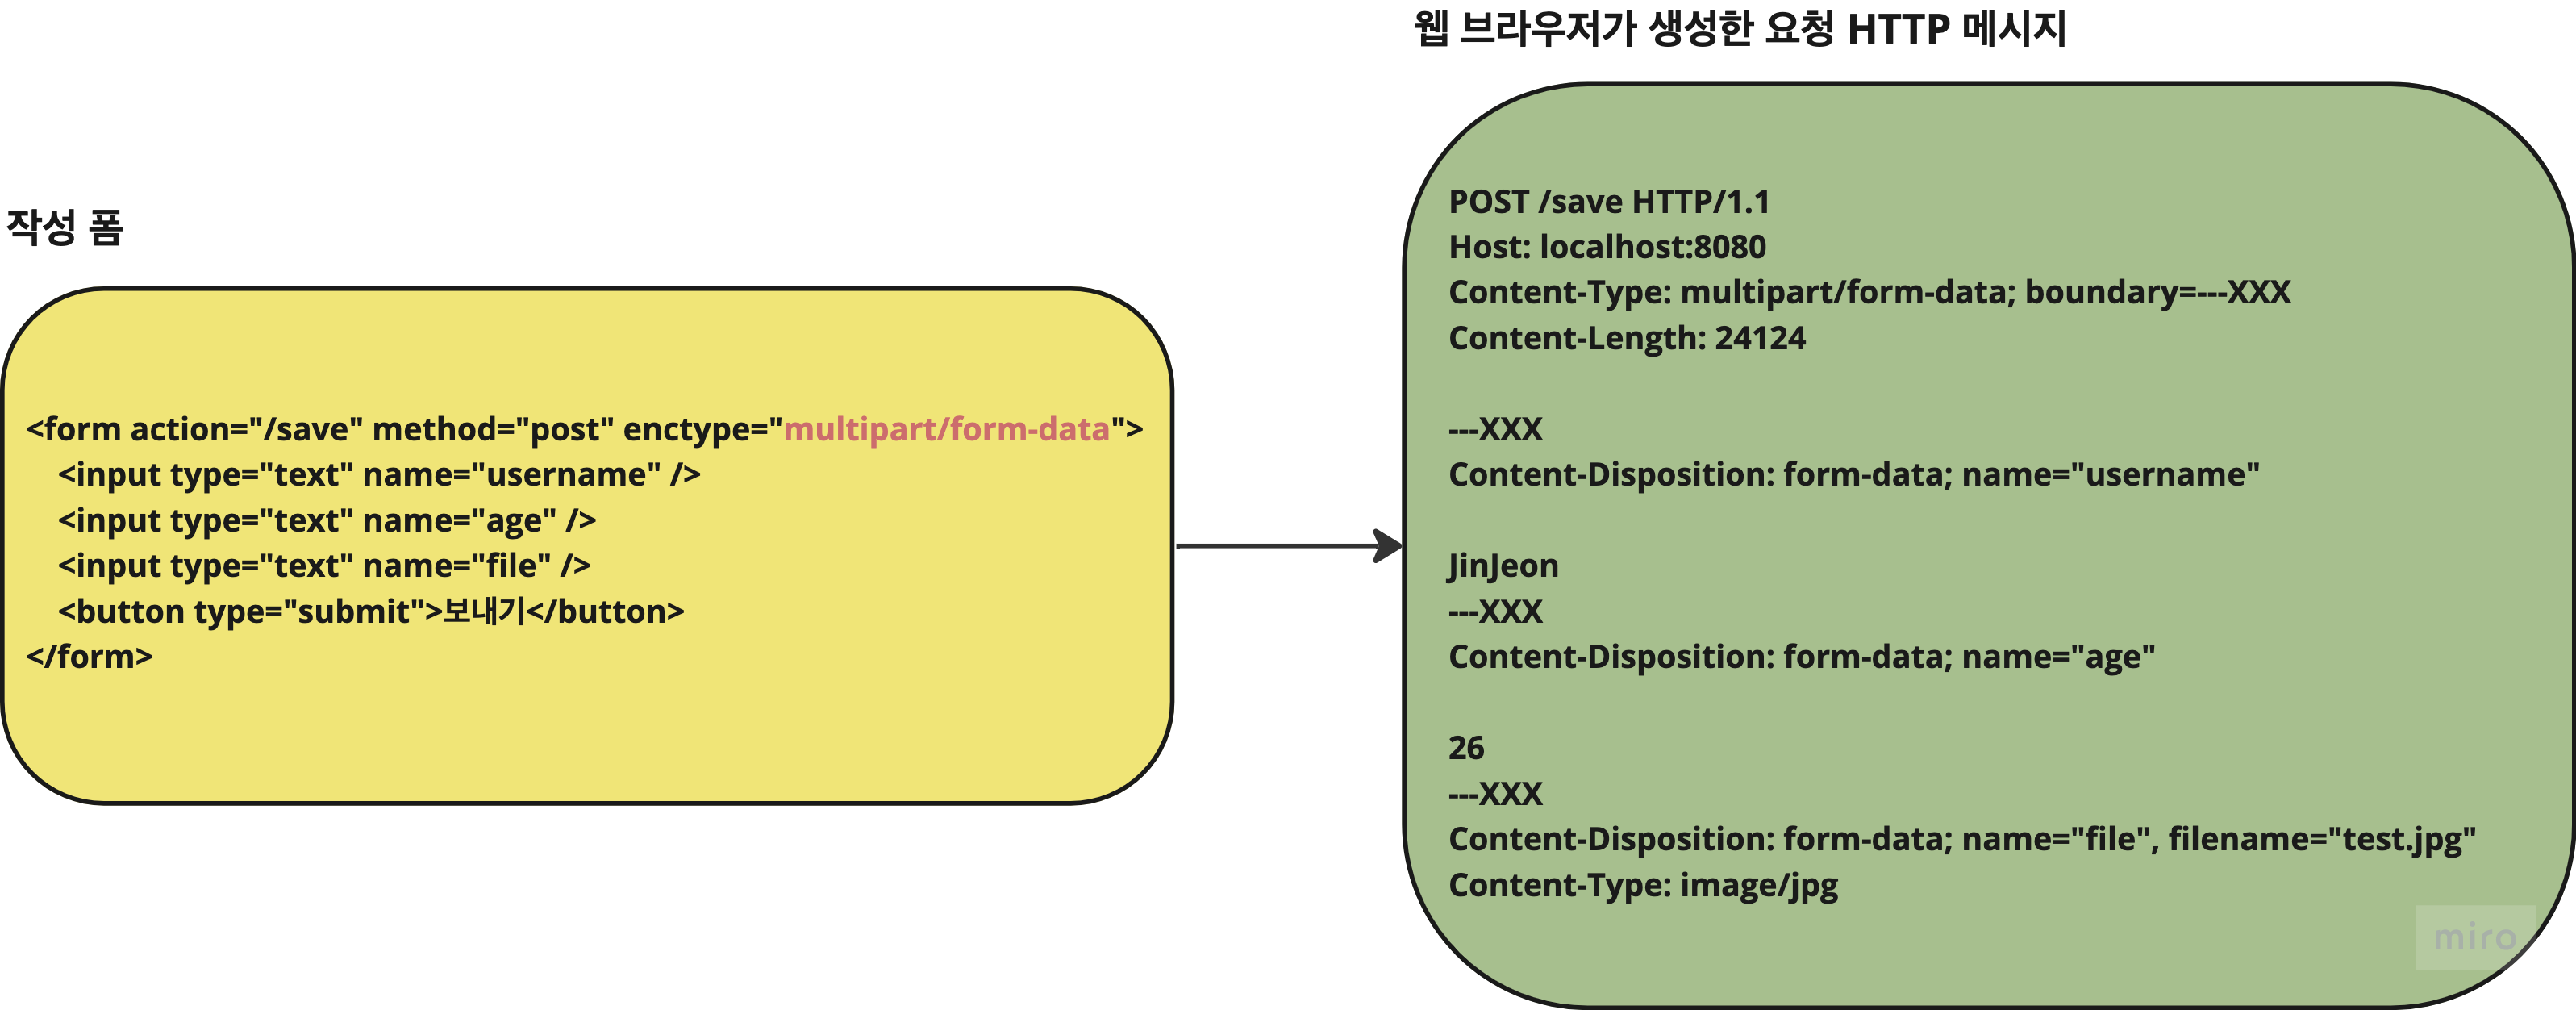 웹 브라우저가 생성한 요청 HTTP 메시지
작성 폼
<form action="/save" method="post" enctype="multipart/form-data">
<input type="text" name="username" />
<input type="text" name="age" />
<input type="text" name="file" />
<button type="submit">보내기</button>
</form>
POST /save HTTP/1.1
Host: localhost:8080
Content-Type: multipart/form-data; boundary=---XXX
Content-Length: 24124
---XXX
Content-Disposition: form-data; name="username"
JinJeon
---XXX
Content-Disposition: form-data; name="age"
26
---XXX
Content-Disposition: form-data; name="file", filename="test.jpg"
Content-Type: image/jpg
miro